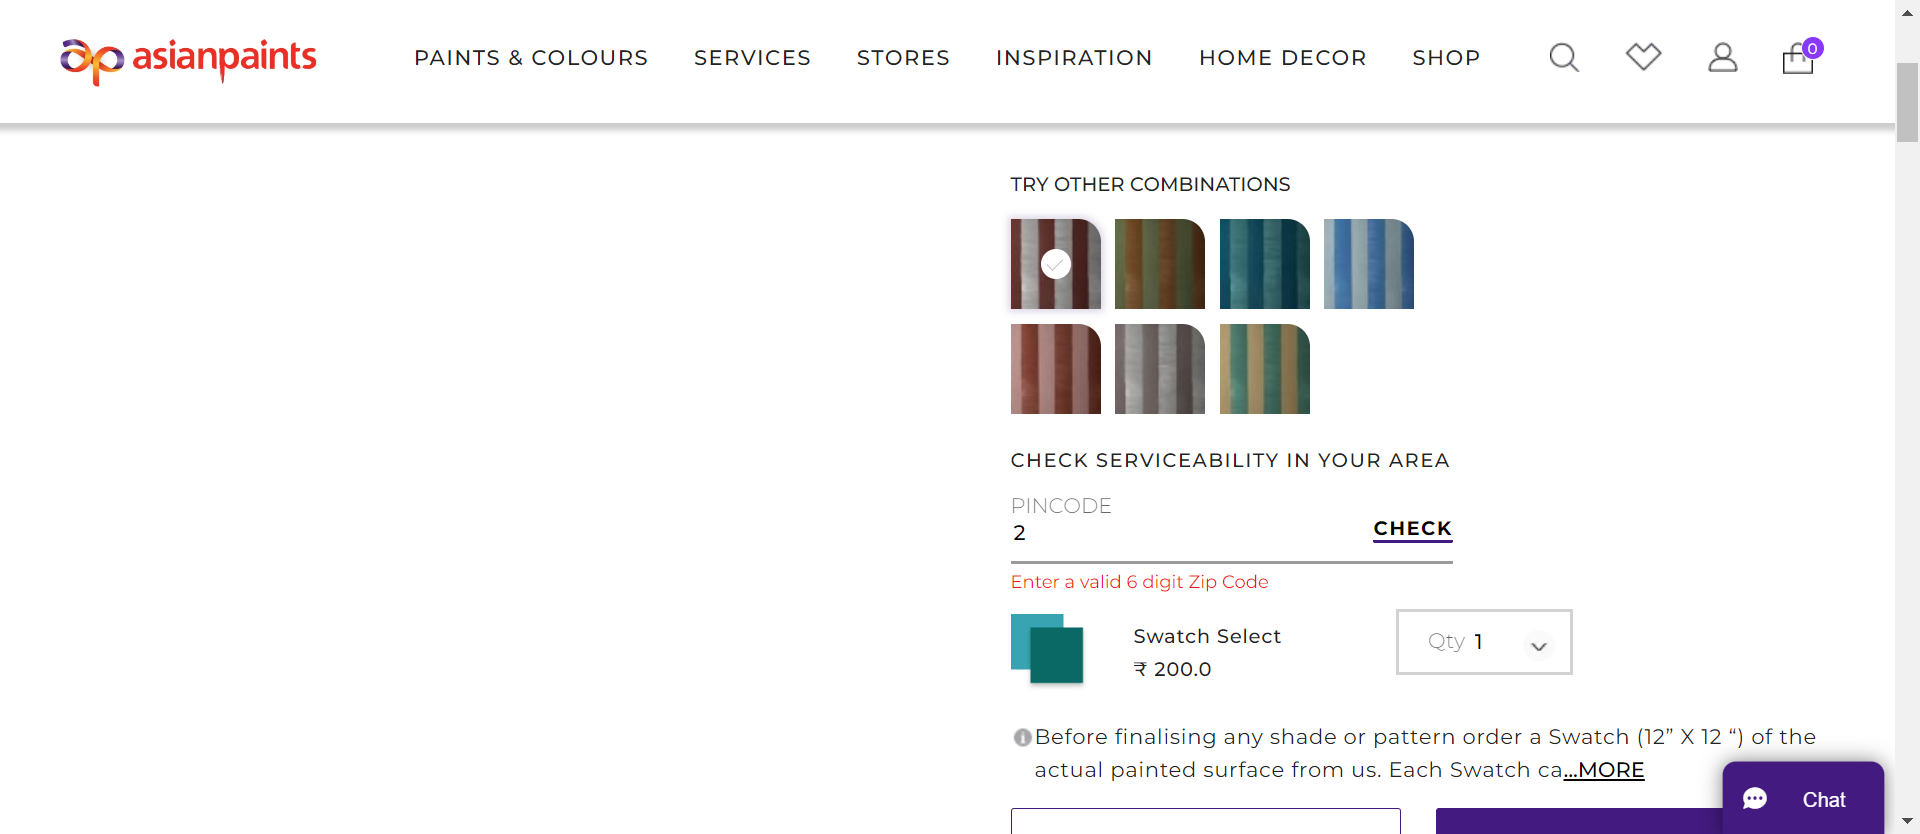 asianpaints
PAINTS & COLOURS
SERVICES
STORES
INSPIRATION
HOME DECOR
SHOP
0
TRY OTHER COMBINATIONS
CHECK SERVICEABILITY IN YOUR AREA
PINCODE
2
CHECK
Enter a valid 6 digit Zip Code
Swatch Select
₹ 200.0
Qty 1
Before finalising any shade or pattern order a Swatch (12” X 12 “) of the
actual painted surface from us. Each Swatch ca...MORE
Chat